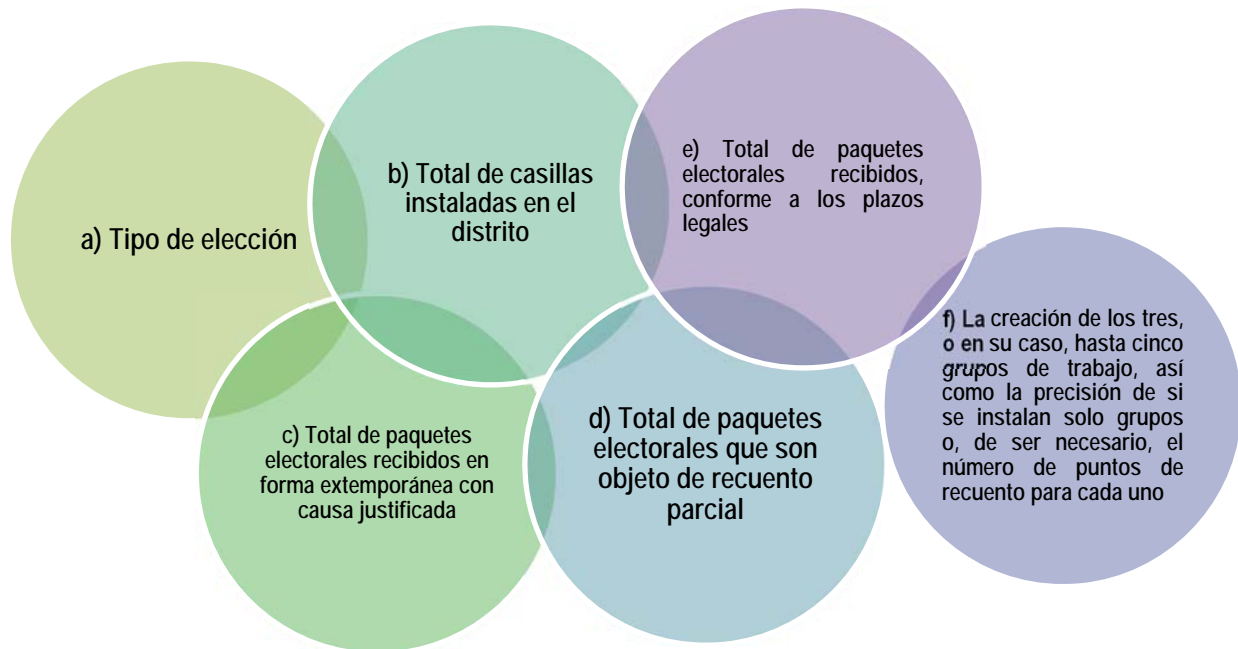 a) Tipo de elección
b) Total de casillas
instaladas en el
distrito
c) Total de paquetes
electorales recibidos en
forma extemporánea con
causa justificada
d) Total de paquetes
electorales que son
objeto de recuento
parcial
e) Total de paquetes
electorales recibidos,
conforme a los plazos
legales
f) La creación de los tres,
o en su caso, hasta cinco
grupos de trabajo, así
como la precisión de si
se instalan solo grupos
o, de ser necesario, el
número de puntos de
recuento para cada uno